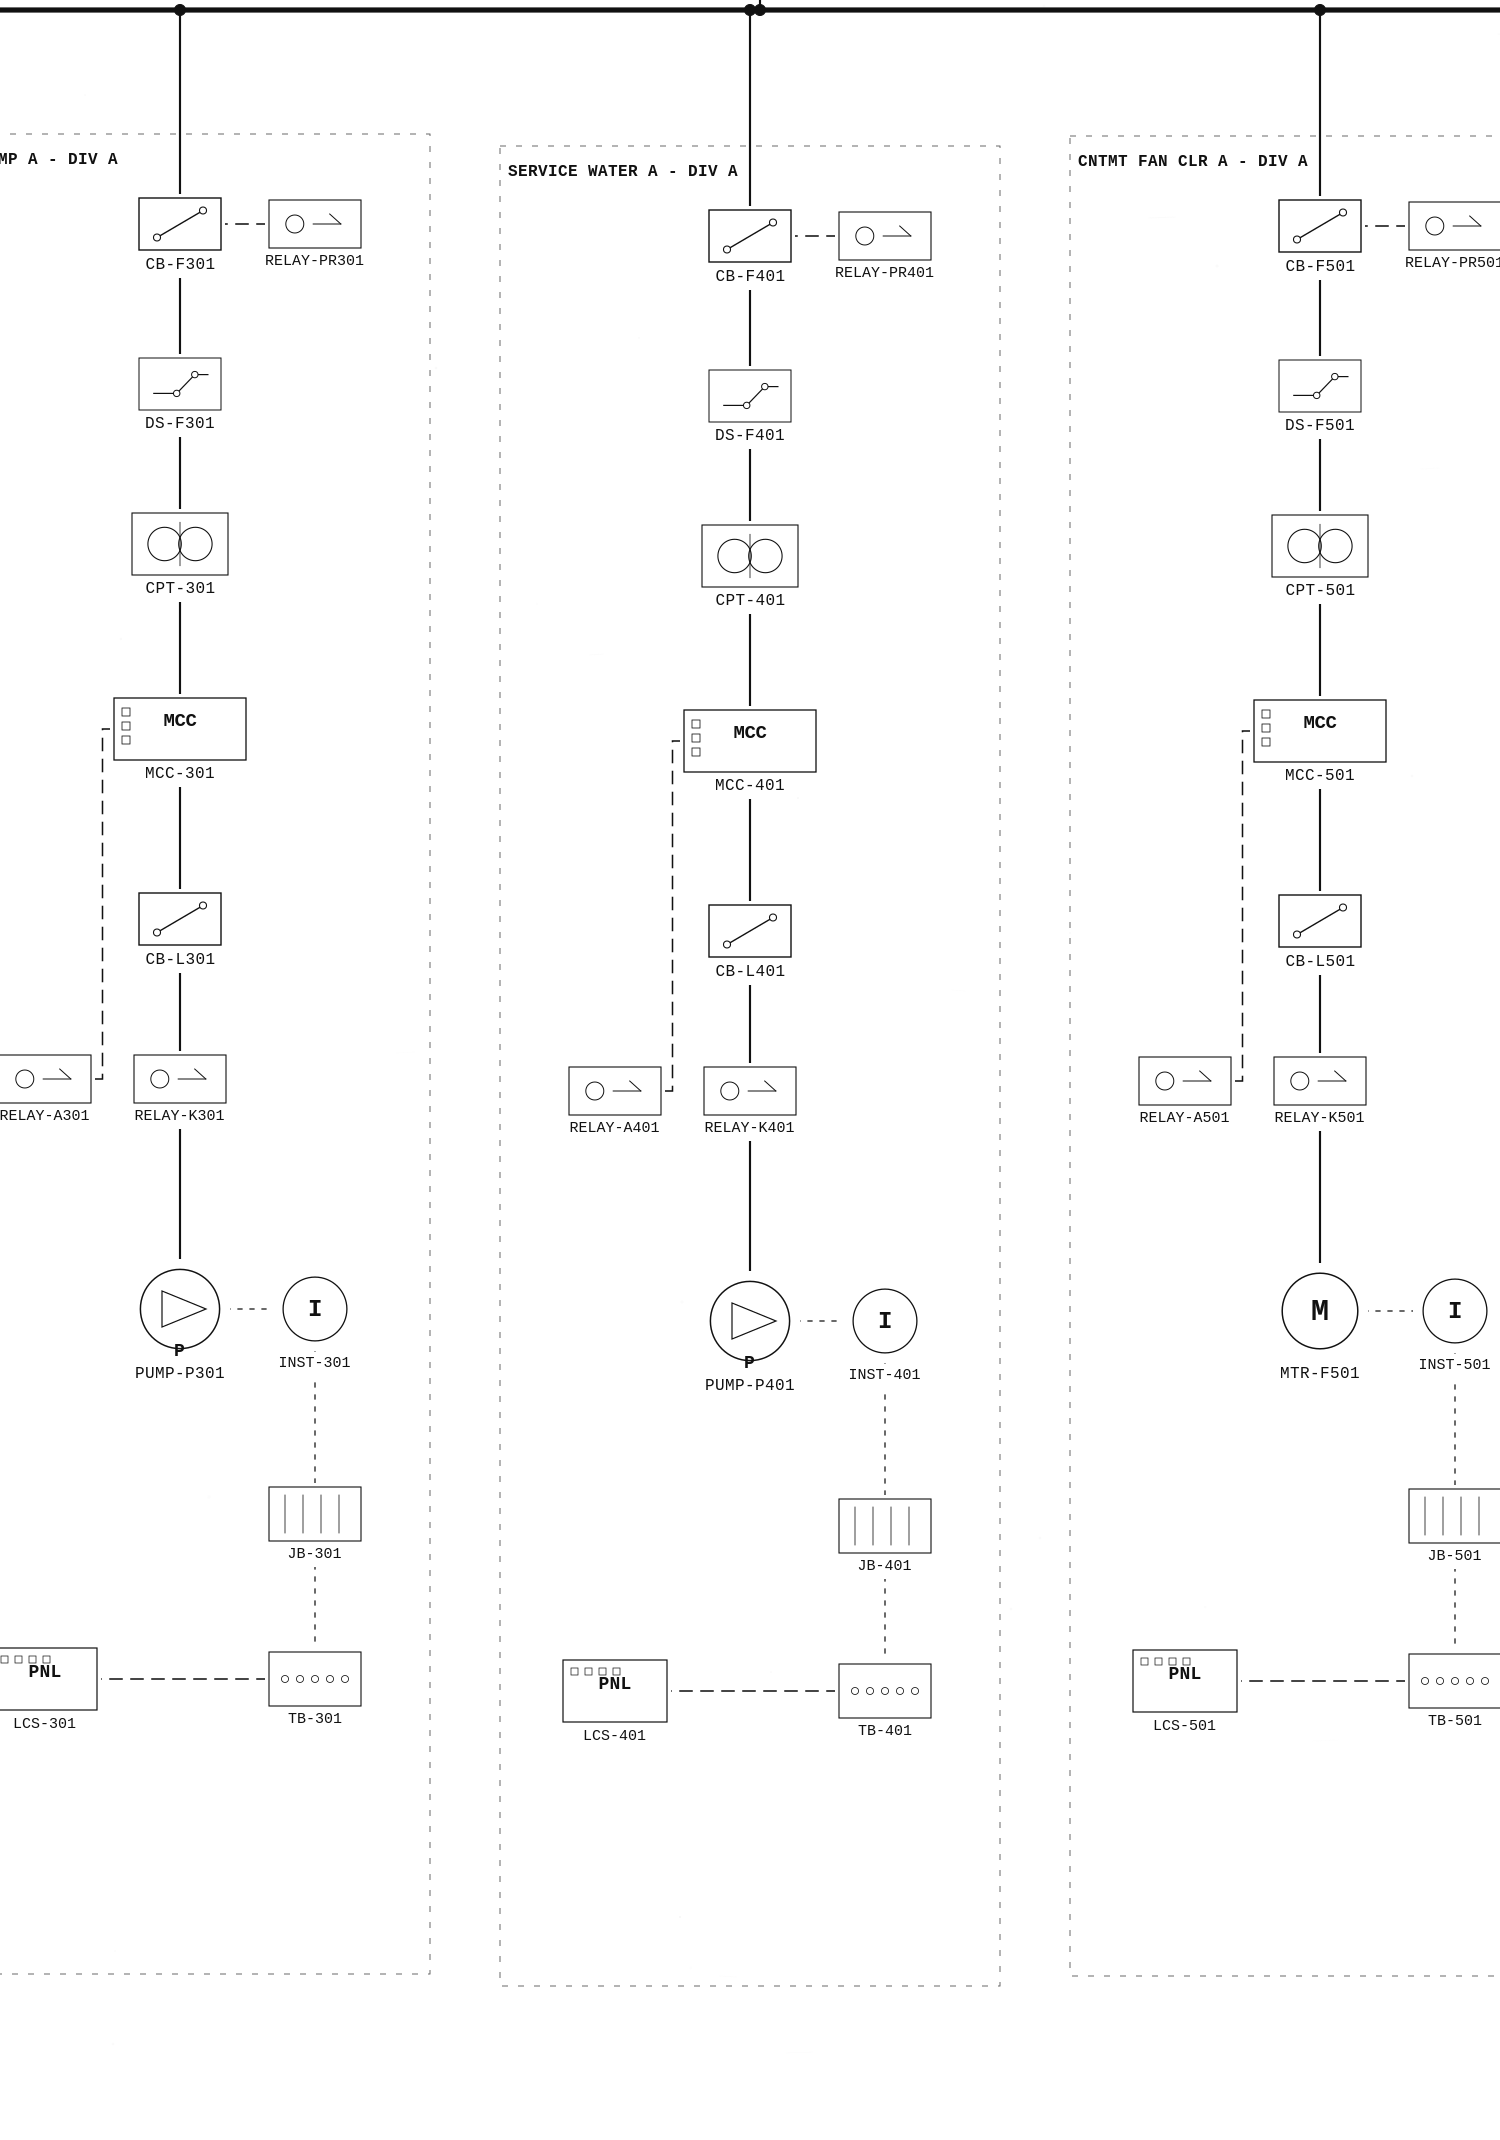 MP A - DIV A
CB-F301
RELAY-PR301
DS-F301
CPT-301
MCC
MCC-301
CB-L301
RELAY-A301
RELAY-K301
P
PUMP-P301
I
INST-301
JB-301
PNL
LCS-301
TB-301
SERVICE WATER A - DIV A
CB-F401
RELAY-PR401
DS-F401
CPT-401
MCC
MCC-401
CB-L401
RELAY-A401
RELAY-K401
P
PUMP-P401
I
INST-401
JB-401
PNL
LCS-401
TB-401
CNTMT FAN CLR A - DIV A
CB-F501
RELAY-PR501
DS-F501
CPT-501
MCC
MCC-501
CB-L501
RELAY-A501
RELAY-K501
M
MTR-F501
I
INST-501
JB-501
PNL
LCS-501
TB-501